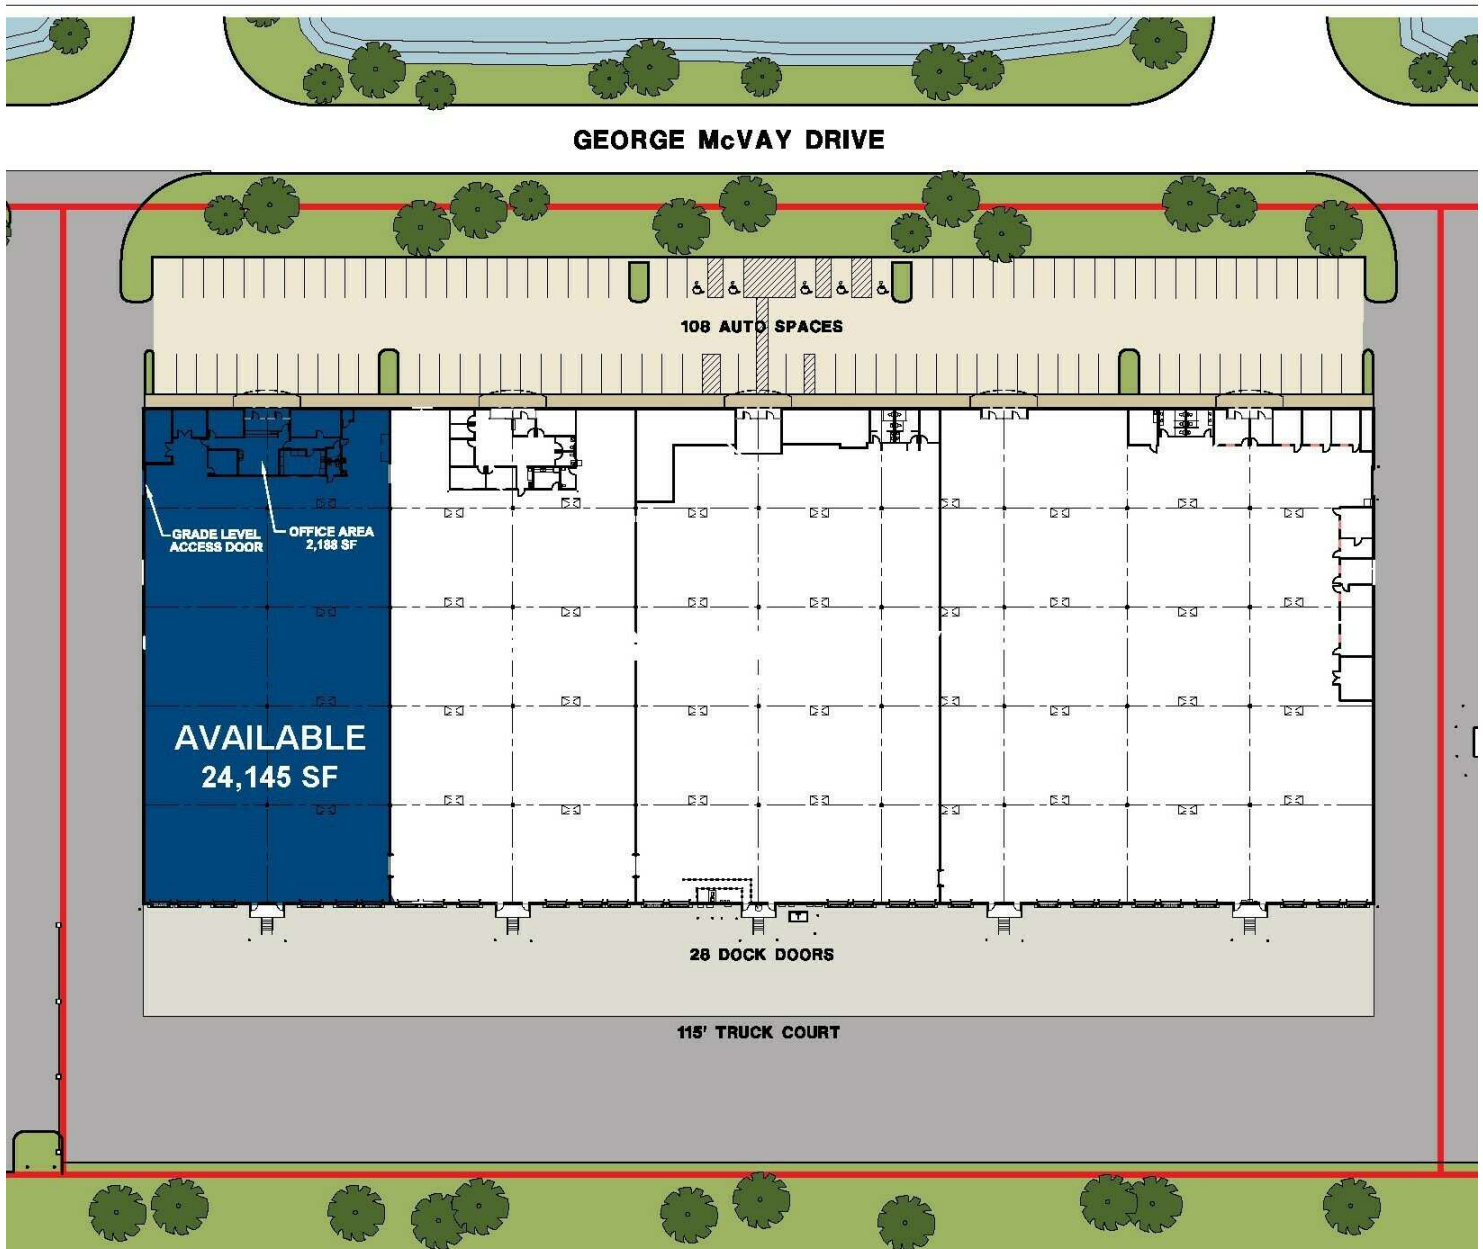 GEORGE McVAY DRIVE
108 AUTO SPACES
GRADE LEVEL
ACCESS DOOR
OFFICE AREA
2,188 SF
AVAILABLE
24,145 SF
28 DOCK DOORS
115' TRUCK COURT